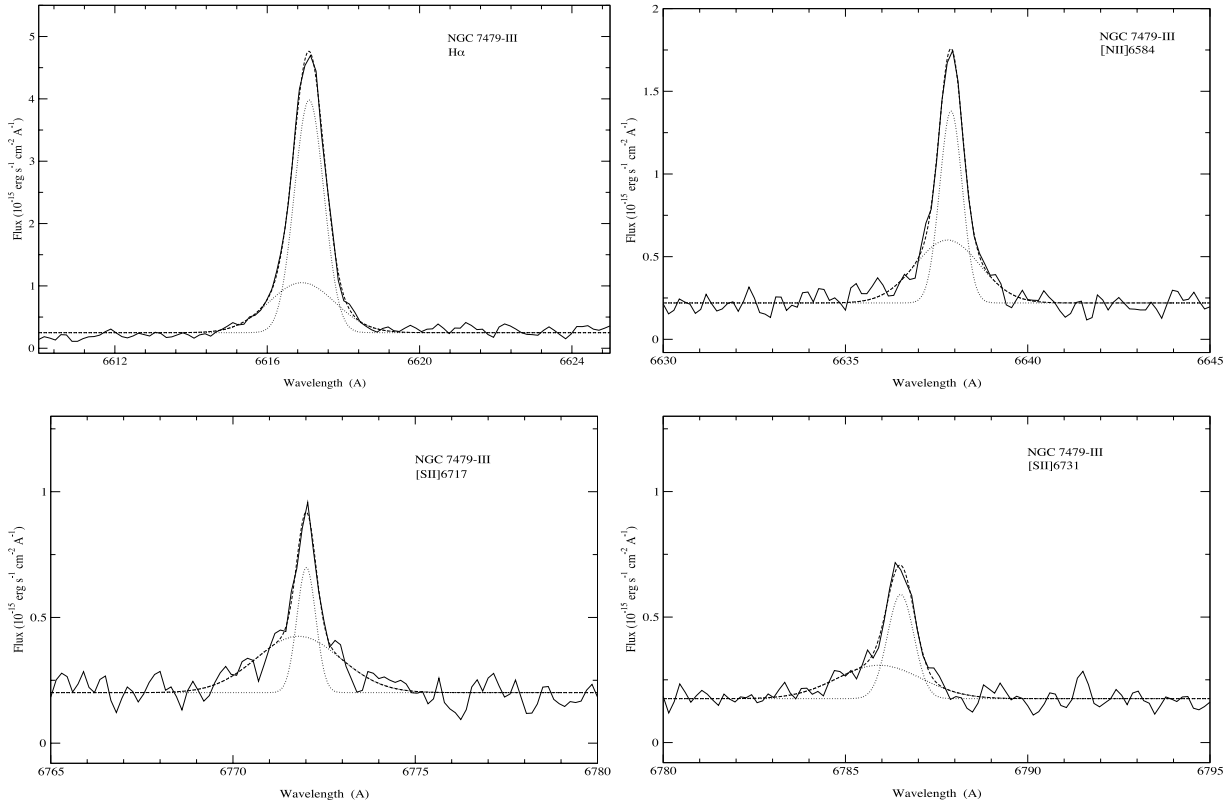 NGC 7479-III
Hα
5
4
3
2
1
0
Flux (10⁻¹⁵ erg s⁻¹ cm⁻² A⁻¹)
6612 6616 6620 6624
Wavelength (A)
NGC 7479-III
[NII]6584
2
1.5
1
0.5
0
Flux (10⁻¹⁵ erg s⁻¹ cm⁻² A⁻¹)
6630 6635 6640 6645
Wavelength (A)
NGC 7479-III
[SII]6717
1
0.5
0
Flux (10⁻¹⁵ erg s⁻¹ cm⁻² A⁻¹)
6765 6770 6775 6780
Wavelength (A)
NGC 7479-III
[SII]6731
1
0.5
0
Flux (10⁻¹⁵ erg s⁻¹ cm⁻² A⁻¹)
6780 6785 6790 6795
Wavelength (A)